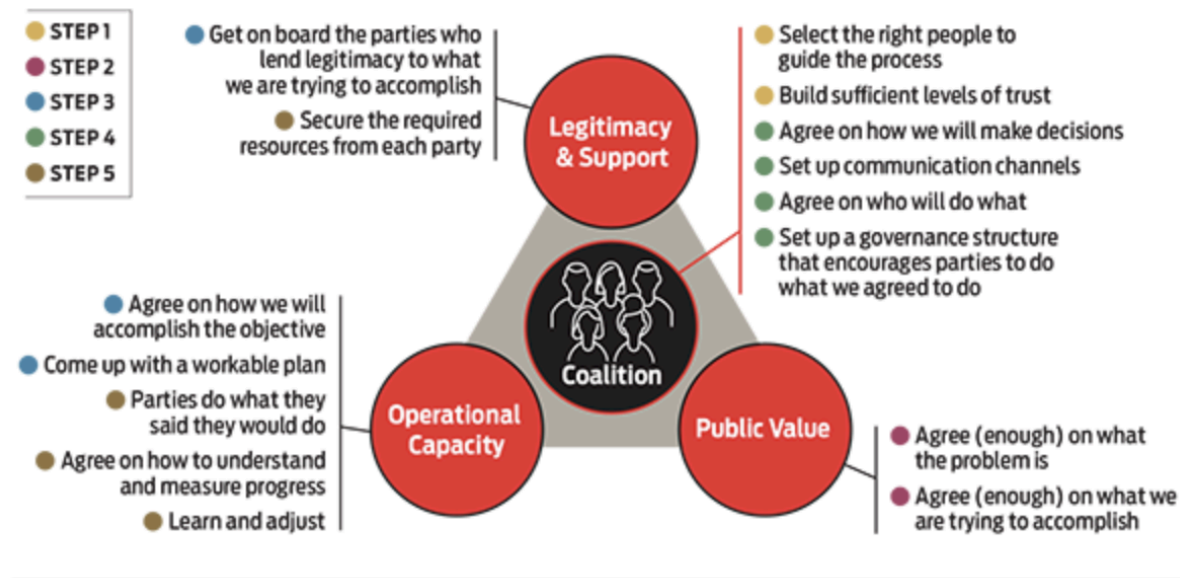 STEP 1
STEP 2
STEP 3
STEP 4
STEP 5
Get on board the parties who
lend legitimacy to what
we are trying to accomplish
Secure the required
resources from each party
Legitimacy
& Support
Select the right people to
guide the process
Build sufficient levels of trust
Agree on how we will make decisions
Set up communication channels
Agree on who will do what
Set up a governance structure
that encourages parties to do
what we agreed to do
Coalition
Agree on how we will
accomplish the objective
Come up with a workable plan
Parties do what they
said they would do
Agree on how to understand
and measure progress
Learn and adjust
Operational
Capacity
Public Value
Agree (enough) on what
the problem is
Agree (enough) on what we
are trying to accomplish